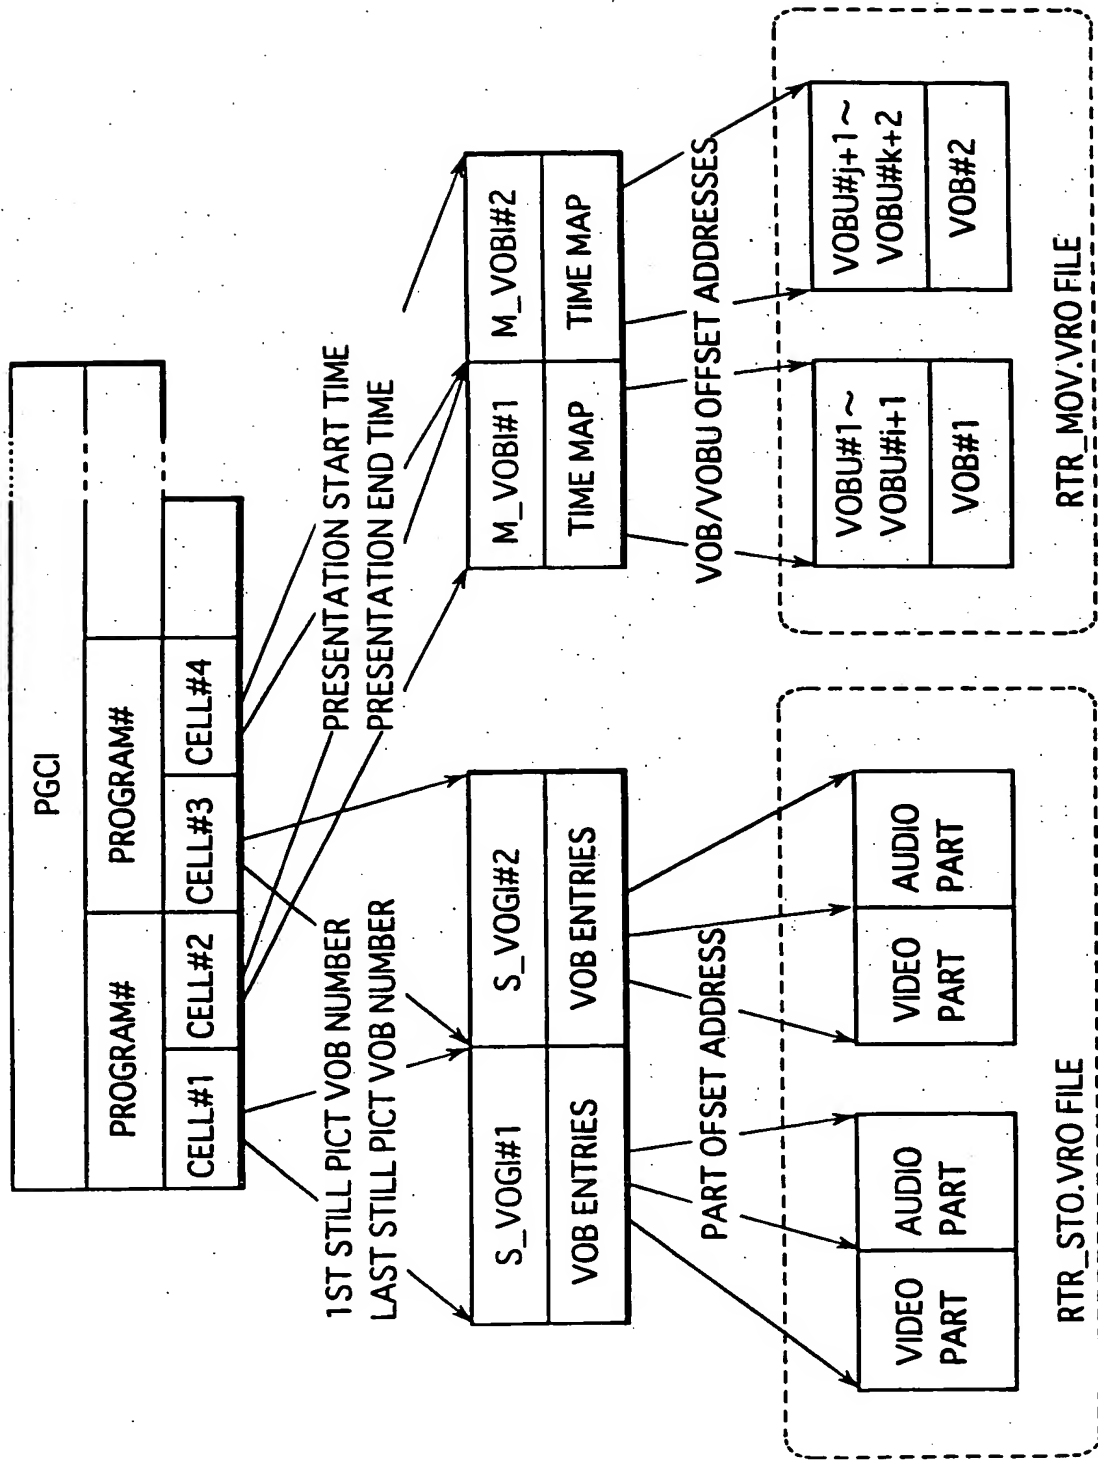 PGCI
PROGRAM#
PROGRAM#
CELL#1
CELL#2
CELL#3
CELL#4
1ST STILL PICT VOB NUMBER
LAST STILL PICT VOB NUMBER
PRESENTATION START TIME
PRESENTATION END TIME
S_VOGI#1
S_VOGI#2
VOB ENTRIES
VOB ENTRIES
M_VOBI#1
M_VOBI#2
TIME MAP
TIME MAP
PART OFFSET ADDRESS
VOB/VOBU OFFSET ADDRESSES
VIDEO
PART
AUDIO
PART
VIDEO
PART
AUDIO
PART
RTR_STO.VRO FILE
VOBU#1~
VOBU#i+1
VOB#1
VOBU#j+1~
VOBU#k+2
VOB#2
RTR_MOV.VRO FILE